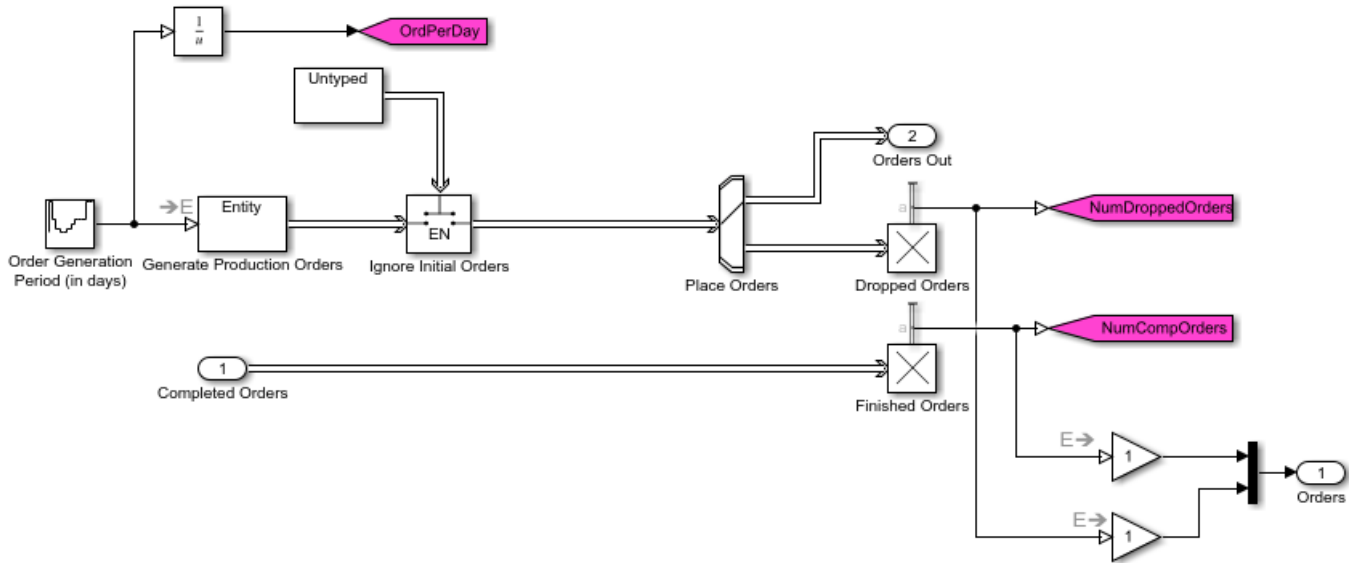 1
u
OrdPerDay
Untyped
2
Orders Out
E
Entity
EN
a
NumDroppedOrders
Order Generation
Period (in days)
Generate Production Orders
Ignore Initial Orders
Place Orders
Dropped Orders
a
NumCompOrders
1
Completed Orders
Finished Orders
E
1
1
Orders
E
1